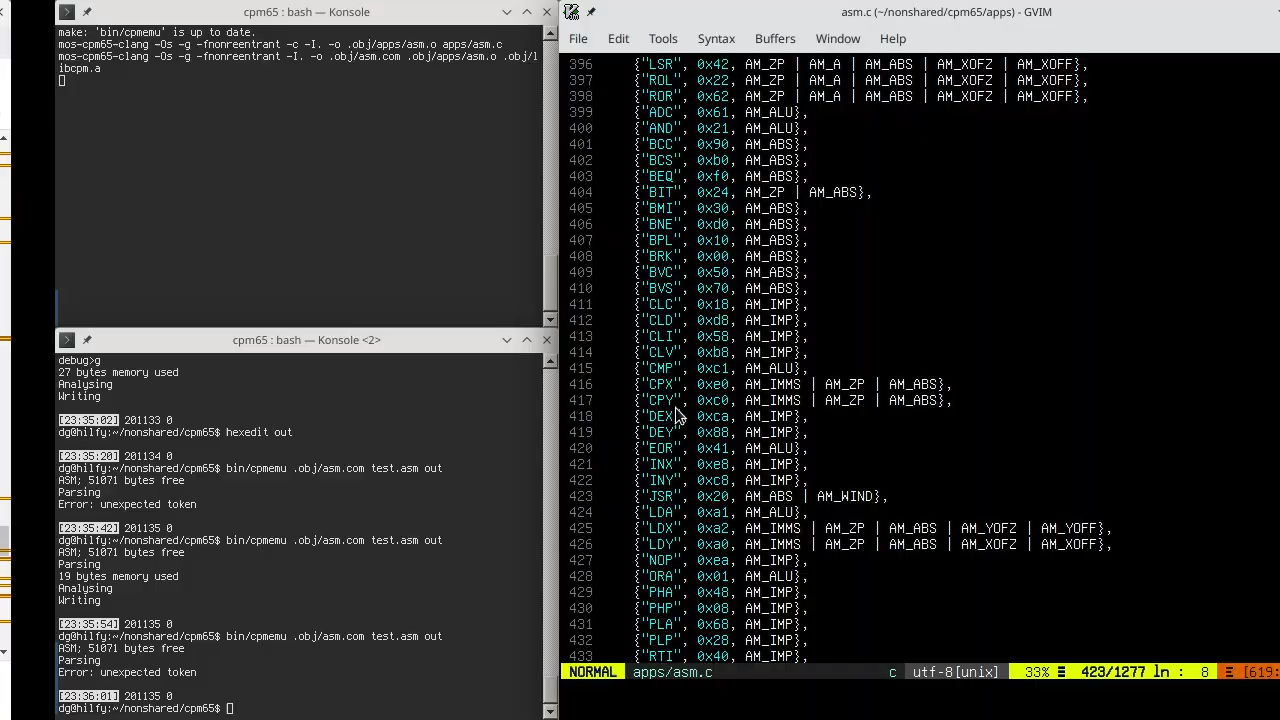 cpm65 : bash — Konsole
make: 'bin/cpmemu' is up to date.
mos-cpm65-clang -Os -g -fnonreentrant -c -I. -o .obj/apps/asm.o apps/asm.c
mos-cpm65-clang -Os -g -fnonreentrant -I. -o .obj/asm.com .obj/apps/asm.o .obj/l
ibcpm.a
cpm65 : bash — Konsole <2>
debug>g
27 bytes memory used
Analysing
Writing
[23:35:02] 201133 0
dg@hilfy:~/nonshared/cpm65$ hexedit out
[23:35:20] 201134 0
dg@hilfy:~/nonshared/cpm65$ bin/cpmemu .obj/asm.com test.asm out
ASM; 51071 bytes free
Parsing
Error: unexpected token
[23:35:42] 201135 0
dg@hilfy:~/nonshared/cpm65$ bin/cpmemu .obj/asm.com test.asm out
ASM; 51071 bytes free
Parsing
19 bytes memory used
Analysing
Writing
[23:35:54] 201135 0
dg@hilfy:~/nonshared/cpm65$ bin/cpmemu .obj/asm.com test.asm out
ASM; 51071 bytes free
Parsing
Error: unexpected token
[23:36:01] 201135 0
dg@hilfy:~/nonshared/cpm65$
asm.c (~/nonshared/cpm65/apps) - GVIM
File Edit Tools Syntax Buffers Window Help
396 {"LSR", 0x42, AM_ZP | AM_A | AM_ABS | AM_XOFZ | AM_XOFF},
397 {"ROL", 0x22, AM_ZP | AM_A | AM_ABS | AM_XOFZ | AM_XOFF},
398 {"ROR", 0x62, AM_ZP | AM_A | AM_ABS | AM_XOFZ | AM_XOFF},
399 {"ADC", 0x61, AM_ALU},
400 {"AND", 0x21, AM_ALU},
401 {"BCC", 0x90, AM_ABS},
402 {"BCS", 0xb0, AM_ABS},
403 {"BEQ", 0xf0, AM_ABS},
404 {"BIT", 0x24, AM_ZP | AM_ABS},
405 {"BMI", 0x30, AM_ABS},
406 {"BNE", 0xd0, AM_ABS},
407 {"BPL", 0x10, AM_ABS},
408 {"BRK", 0x00, AM_ABS},
409 {"BVC", 0x50, AM_ABS},
410 {"BVS", 0x70, AM_ABS},
411 {"CLC", 0x18, AM_IMP},
412 {"CLD", 0xd8, AM_IMP},
413 {"CLI", 0x58, AM_IMP},
414 {"CLV", 0xb8, AM_IMP},
415 {"CMP", 0xc1, AM_ALU},
416 {"CPX", 0xe0, AM_IMMS | AM_ZP | AM_ABS},
417 {"CPY", 0xc0, AM_IMMS | AM_ZP | AM_ABS},
418 {"DEX", 0xca, AM_IMP},
419 {"DEY", 0x88, AM_IMP},
420 {"EOR", 0x41, AM_ALU},
421 {"INX", 0xe8, AM_IMP},
422 {"INY", 0xc8, AM_IMP},
423 {"JSR", 0x20, AM_ABS | AM_WIND},
424 {"LDA", 0xa1, AM_ALU},
425 {"LDX", 0xa2, AM_IMMS | AM_ZP | AM_ABS | AM_YOFZ | AM_YOFF},
426 {"LDY", 0xa0, AM_IMMS | AM_ZP | AM_ABS | AM_XOFZ | AM_XOFF},
427 {"NOP", 0xea, AM_IMP},
428 {"ORA", 0x01, AM_ALU},
429 {"PHA", 0x48, AM_IMP},
430 {"PHP", 0x08, AM_IMP},
431 {"PLA", 0x68, AM_IMP},
432 {"PLP", 0x28, AM_IMP},
433 {"RTI", 0x40, AM_IMP},
NORMAL apps/asm.c c utf-8[unix] 33% ☰ 423/1277 ln : 8 Ξ [619: